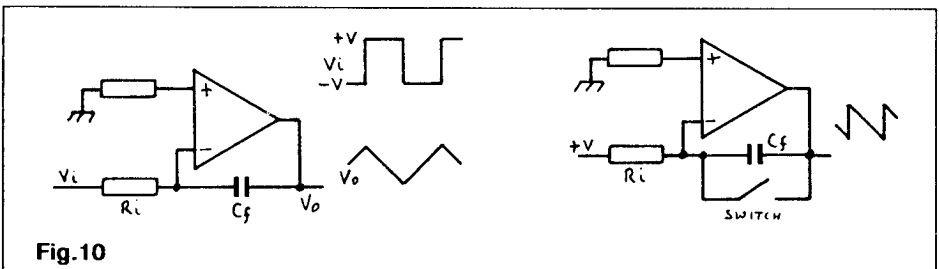 +V
Vi
-V
+
-
Vi
Ri
Cf
Vo
Vo
+
-
+V
Ri
Cf
SWITCH
Fig.10